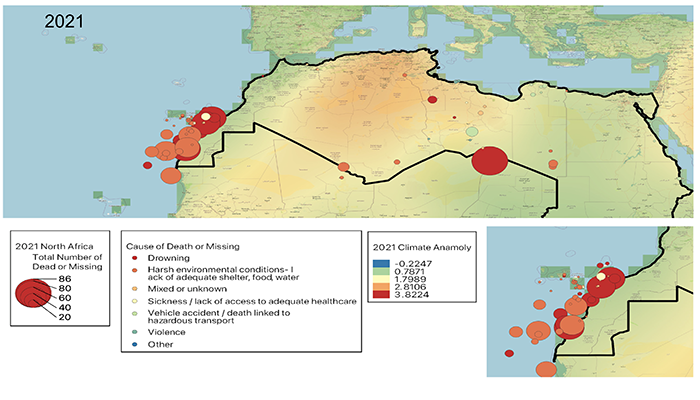 2021
2021 North Africa
Total Number of
Dead or Missing
86
80
60
40
20
Cause of Death or Missing
Drowning
Harsh environmental conditions- l
ack of adequate shelter, food, water
Mixed or unknown
Sickness / lack of access to adequate healthcare
Vehicle accident / death linked to
hazardous transport
Violence
Other
2021 Climate Anamoly
-0.2247
0.7871
1.7989
2.8106
3.8224